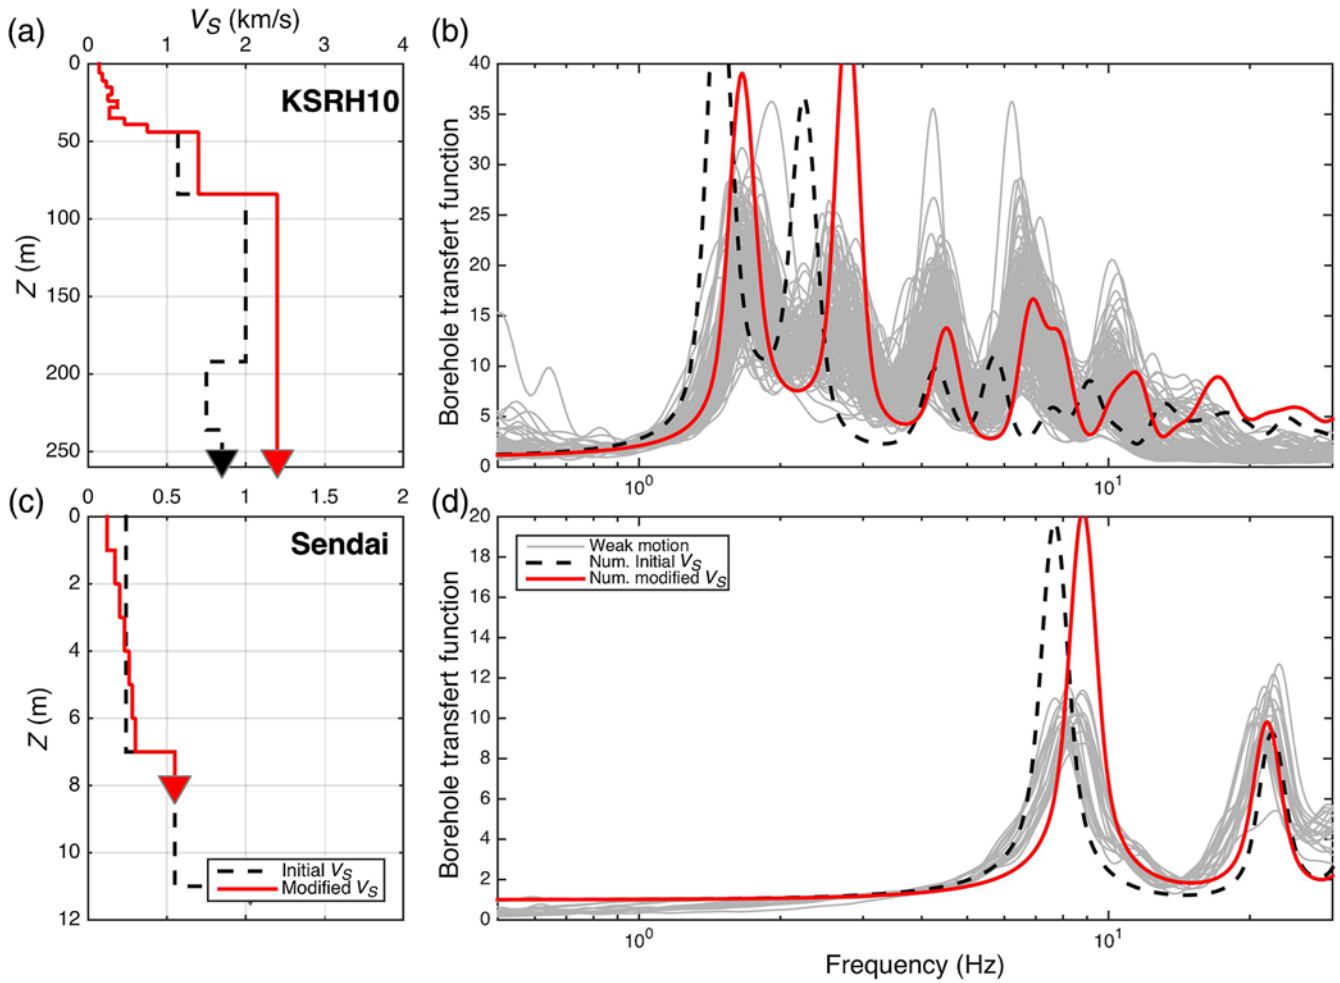 (a)
V_S (km/s)
0 1 2 3 4
KSRH10
0
50
100
150
200
250
Z (m)
(b)
40
35
30
25
20
15
10
5
0
Borehole transfert function
10^0 10^1
(c)
0 0.5 1 1.5 2
Sendai
0
2
4
6
8
10
12
Z (m)
Initial V_S
Modified V_S
(d)
20
18
16
14
12
10
8
6
4
2
0
Borehole transfert function
Weak motion
Num. Initial V_S
Num. modified V_S
10^0 10^1
Frequency (Hz)